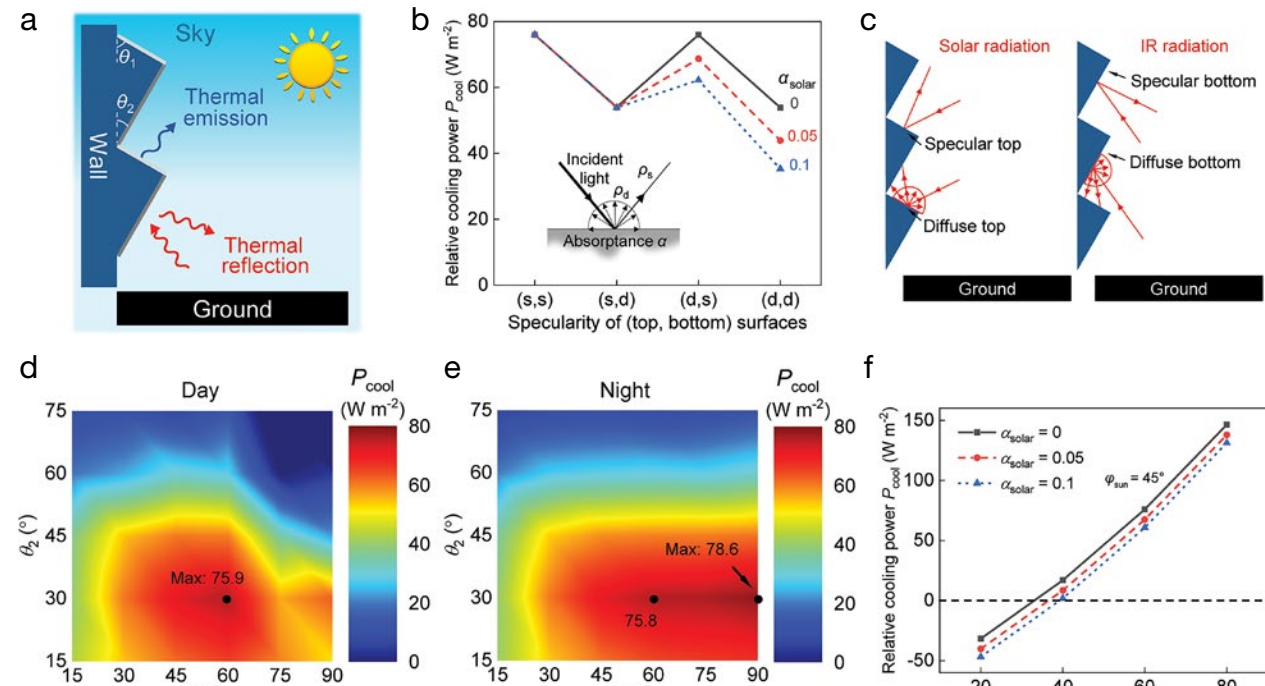 a
Sky
θ1
θ2
Wall
Thermal
emission
Thermal
reflection
Ground
b
80
60
40
20
0
Relative cooling power Pcool (W m-2)
αsolar
0
0.05
0.1
Incident
light
ρd
ρs
Absorptance α
(s,s)
(s,d)
(d,s)
(d,d)
Specularity of (top, bottom) surfaces
c
Solar radiation
IR radiation
Specular top
Diffuse top
Specular bottom
Diffuse bottom
Ground
Ground
d
Day
Pcool
(W m-2)
75
60
45
30
15
θ2 (°)
Max: 75.9
15 30 45 60 75 90
80
60
40
20
0
e
Night
Pcool
(W m-2)
75
60
45
30
15
θ2 (°)
Max: 78.6
75.8
15 30 45 60 75 90
80
60
40
20
0
f
150
100
50
0
-50
Relative cooling power Pcool (W m-2)
αsolar = 0
αsolar = 0.05
αsolar = 0.1
φsun = 45°
20 40 60 80